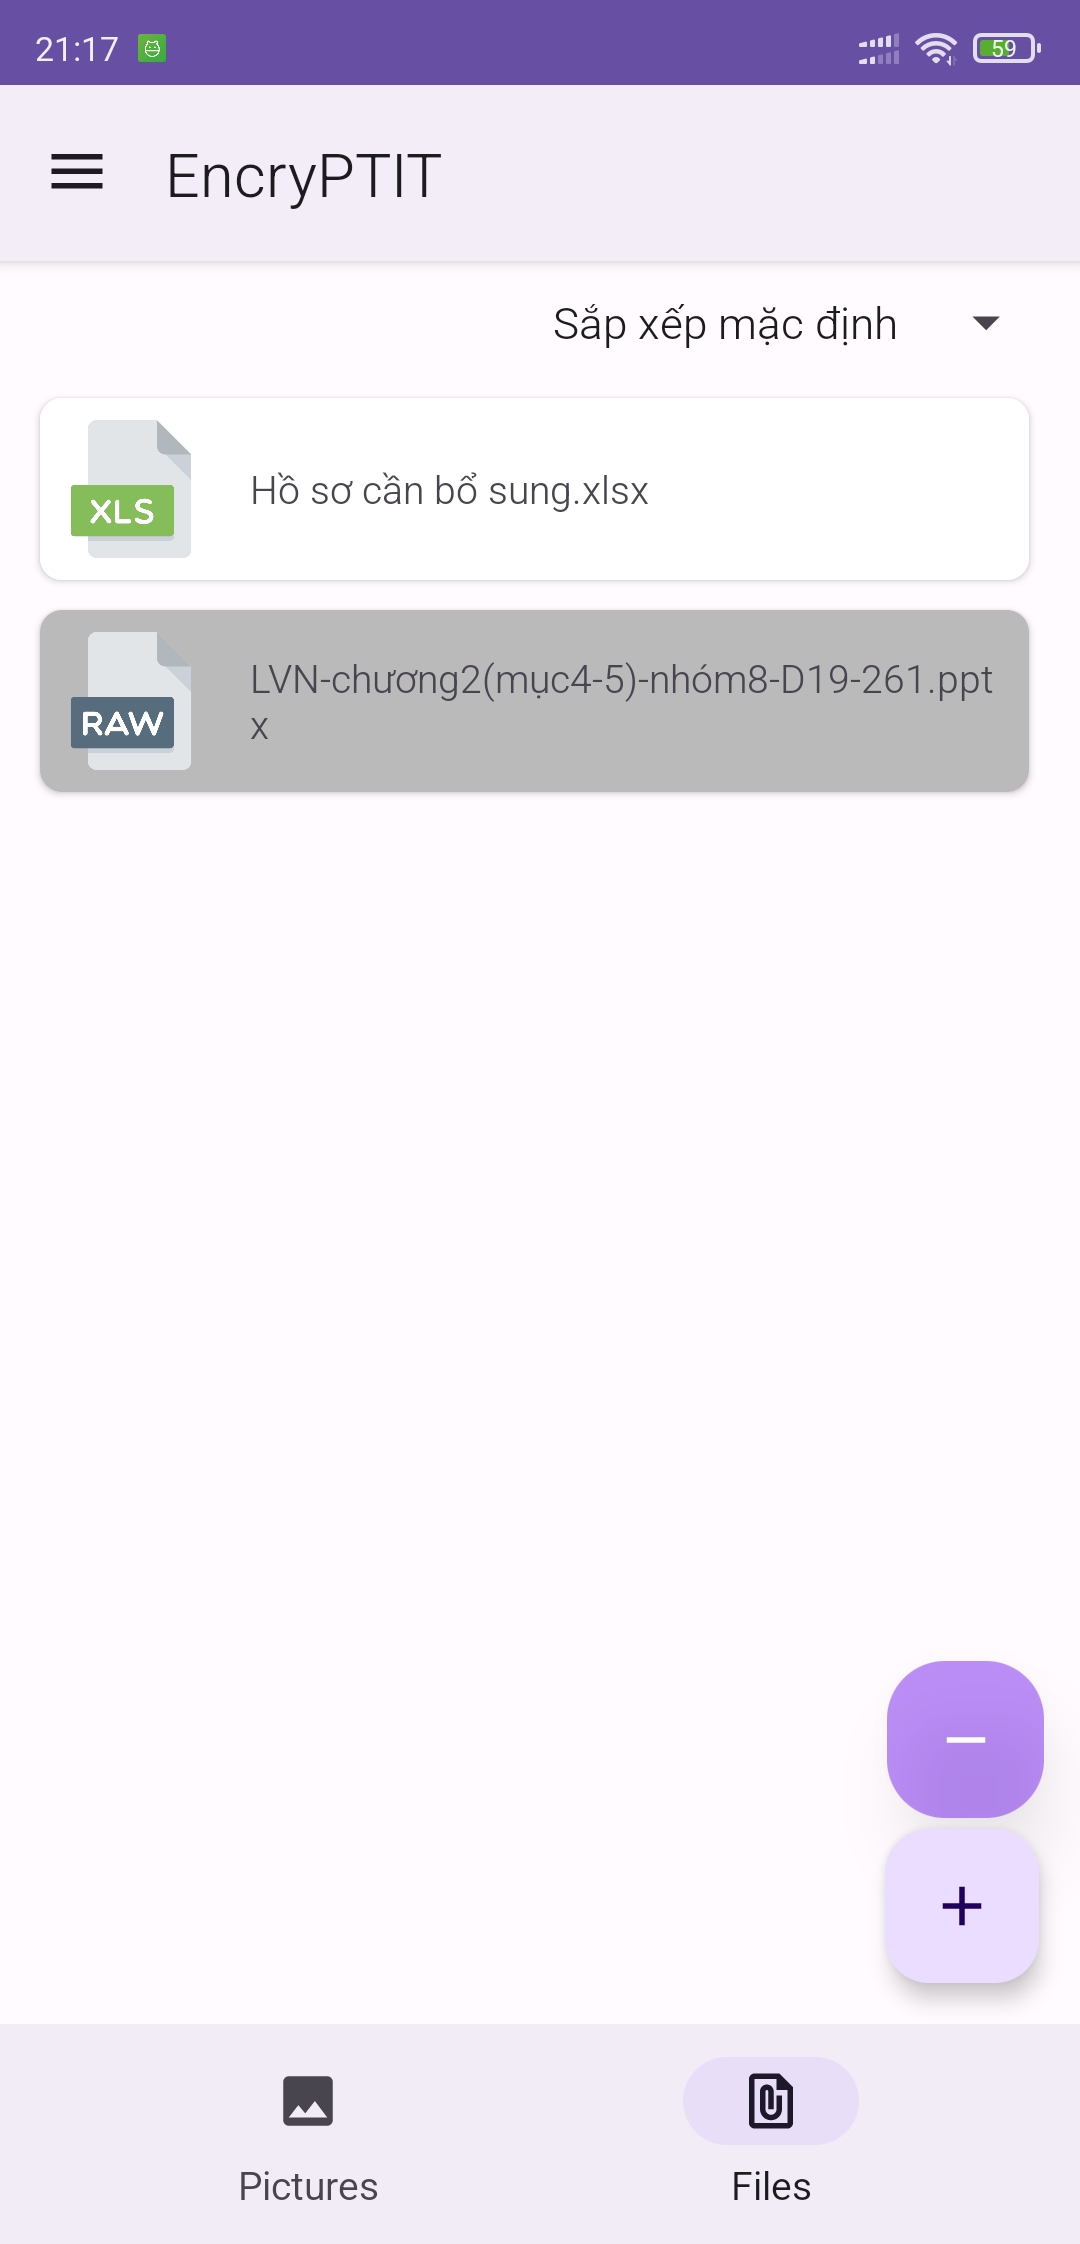 21:17
59
EncryPTIT
Sắp xếp mặc định
XLS
Hồ sơ cần bổ sung.xlsx
RAW
LVN-chương2(mục4-5)-nhóm8-D19-261.ppt
x
Pictures
Files